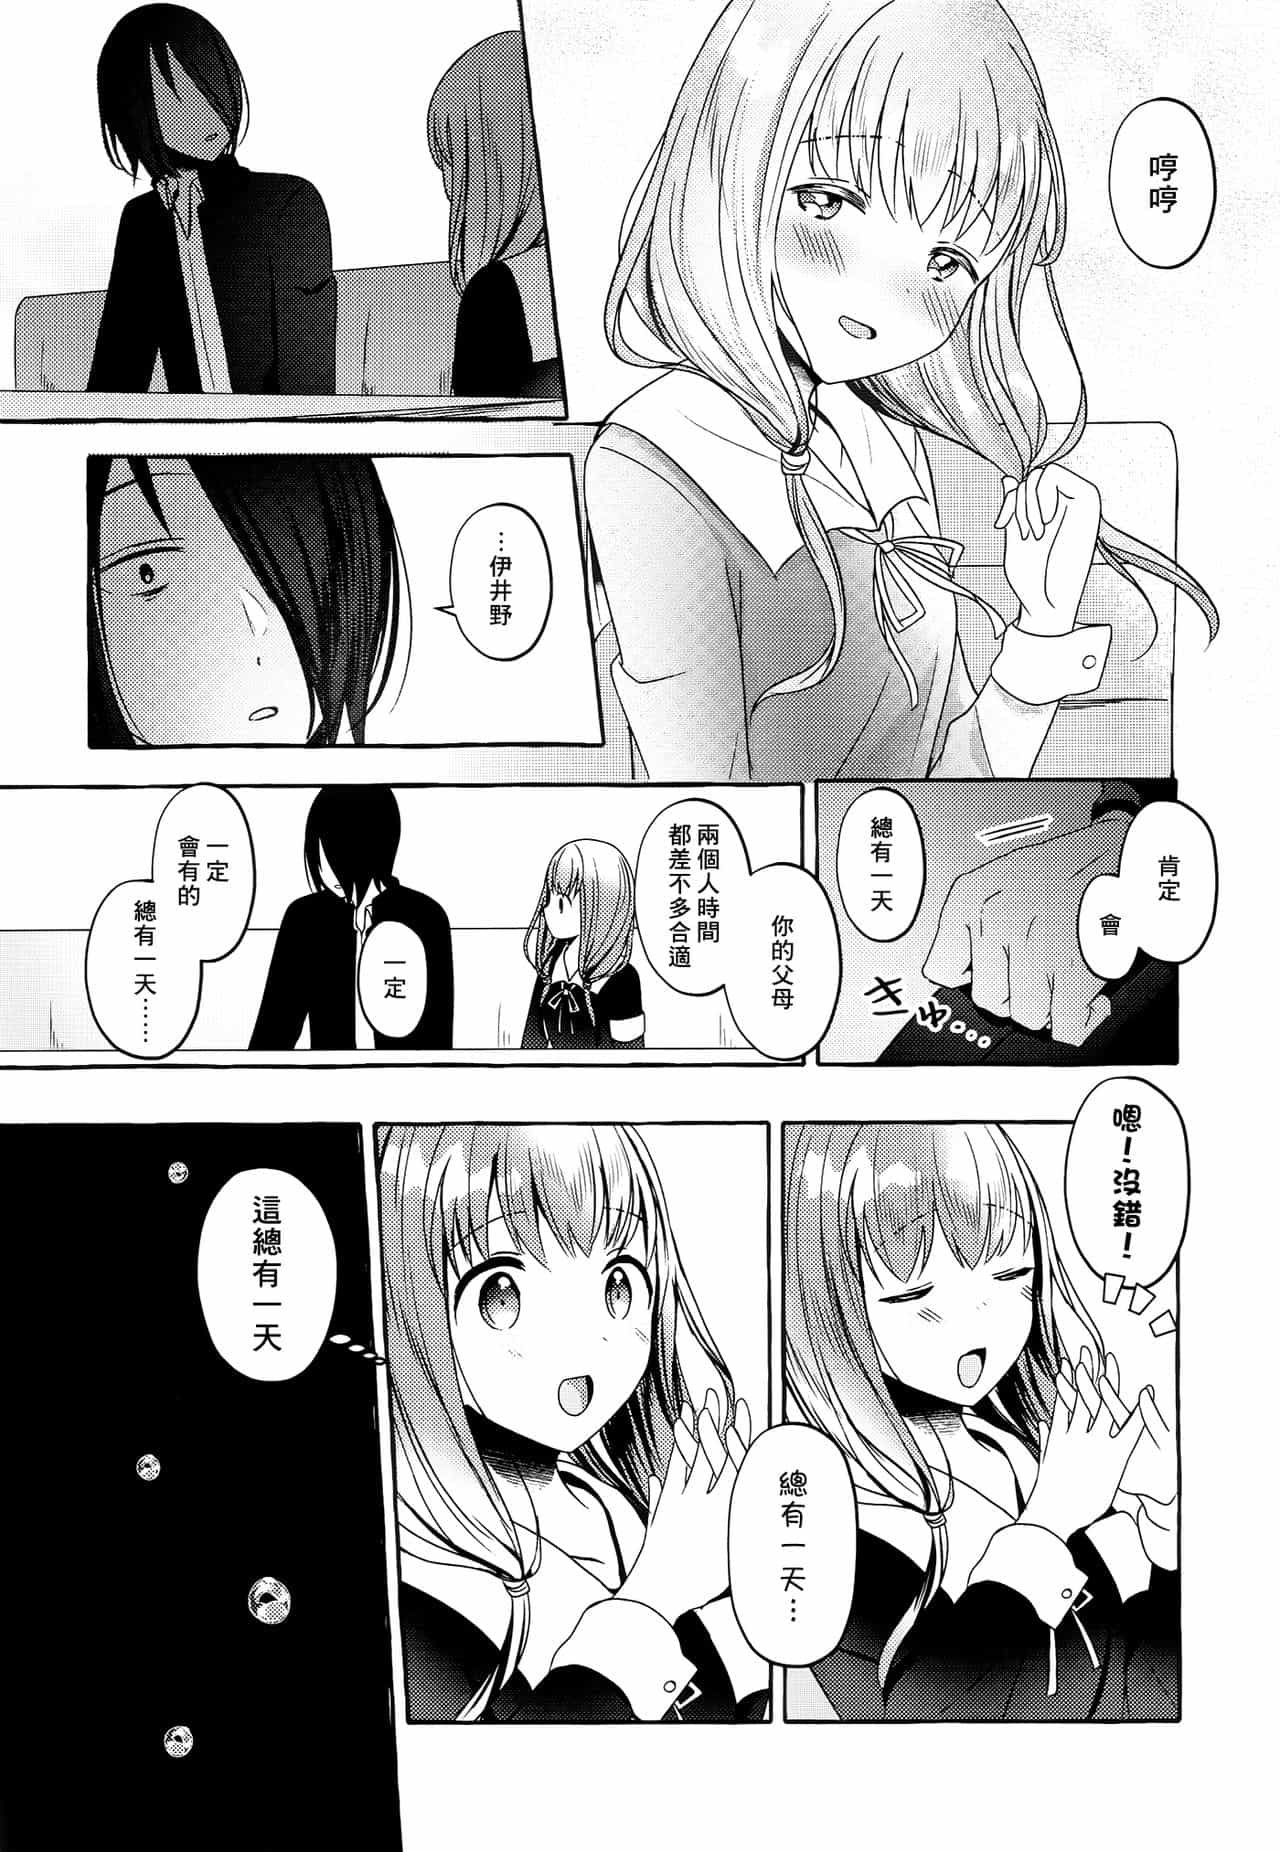 哼哼
…伊井野
肯定
會
總有一天
きゅ…
你的父母
兩個人時間
都差不多合適
一定
一定
會有的
總有一天……
嗯！沒錯！
總有一天…
這總有一天